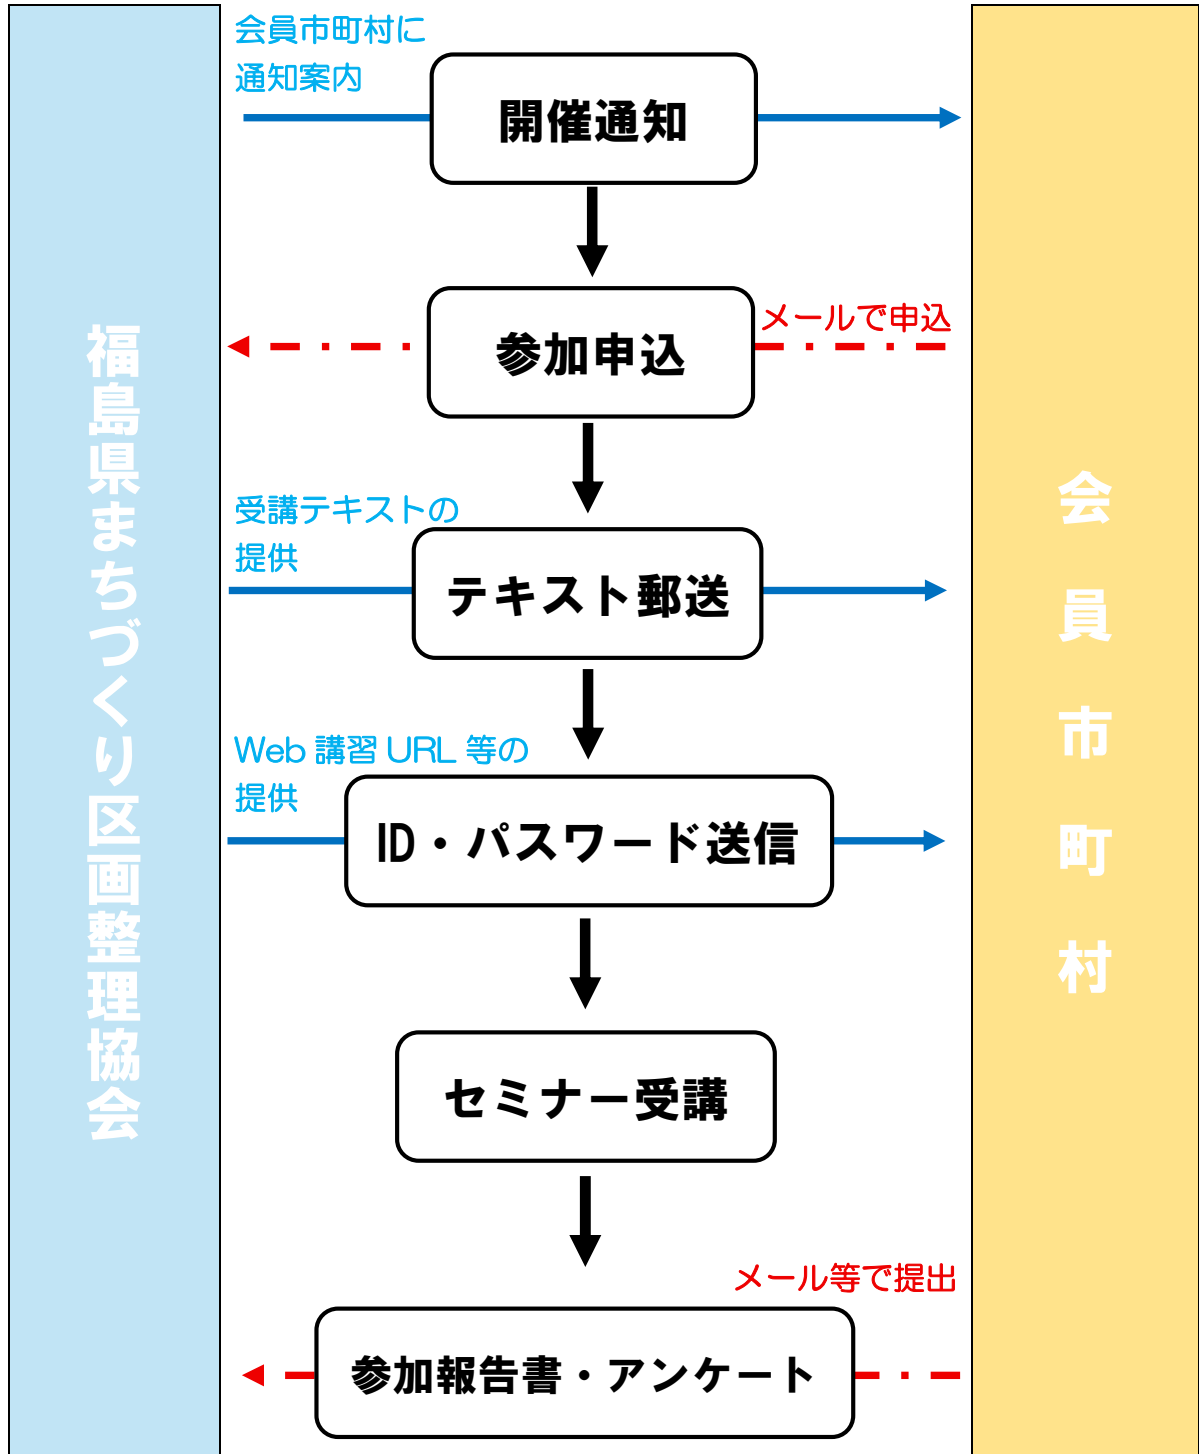 会員市町村に
通知案内
開催通知
メールで申込
参加申込
受講テキストの
提供
テキスト郵送
Web 講習 URL 等の
提供
ID・パスワード送信
セミナー受講
メール等で提出
参加報告書・アンケート
福島県まちづくり区画整理協会
会員市町村